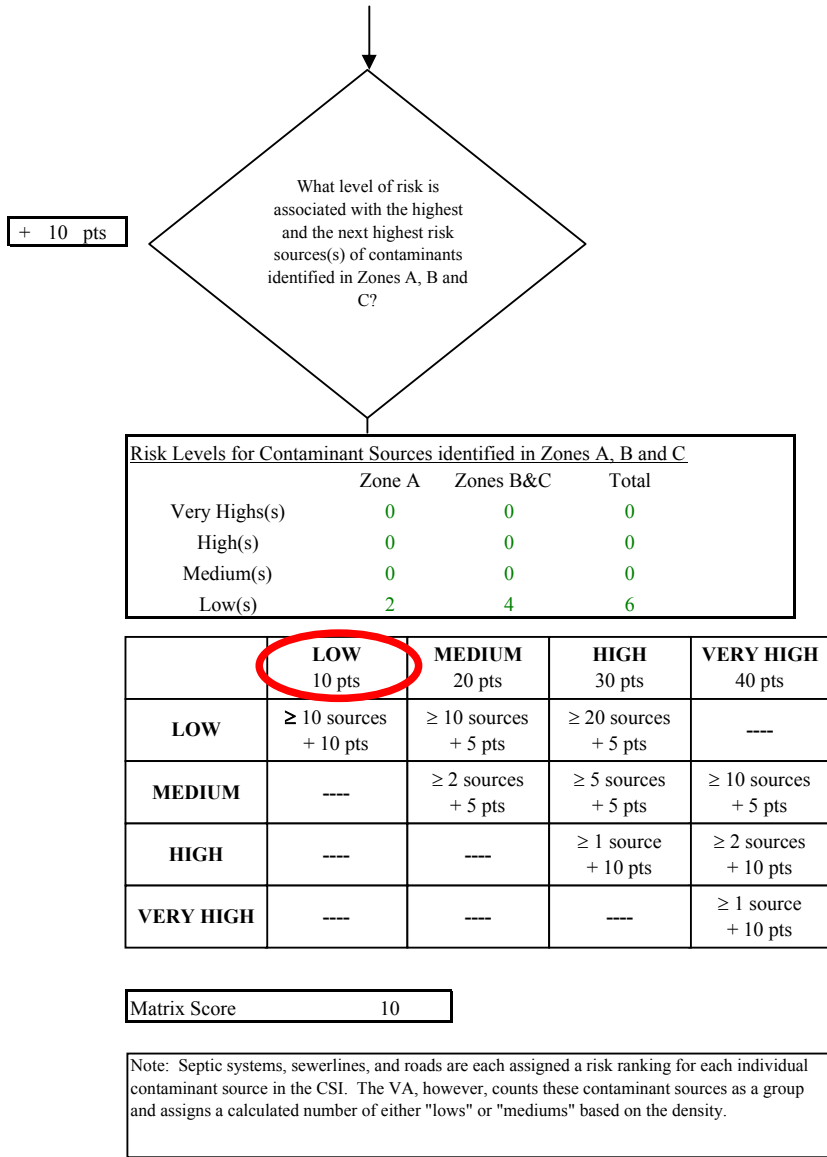 What level of risk is
associated with the highest
and the next highest risk
sources(s) of contaminants
identified in Zones A, B and
C?
+ 10 pts
Risk Levels for Contaminant Sources identified in Zones A, B and C
Zone A Zones B&C Total
Very Highs(s) 0 0 0
High(s) 0 0 0
Medium(s) 0 0 0
Low(s) 2 4 6
LOW MEDIUM HIGH VERY HIGH
10 pts 20 pts 30 pts 40 pts
LOW ≥ 10 sources ≥ 10 sources ≥ 20 sources ----
+ 10 pts + 5 pts + 5 pts
MEDIUM ---- ≥ 2 sources ≥ 5 sources ≥ 10 sources
+ 5 pts + 5 pts + 5 pts
HIGH ---- ---- ≥ 1 source ≥ 2 sources
+ 10 pts + 10 pts
VERY HIGH ---- ---- ---- ≥ 1 source
+ 10 pts
Matrix Score 10
Note: Septic systems, sewerlines, and roads are each assigned a risk ranking for each individual
contaminant source in the CSI. The VA, however, counts these contaminant sources as a group
and assigns a calculated number of either "lows" or "mediums" based on the density.